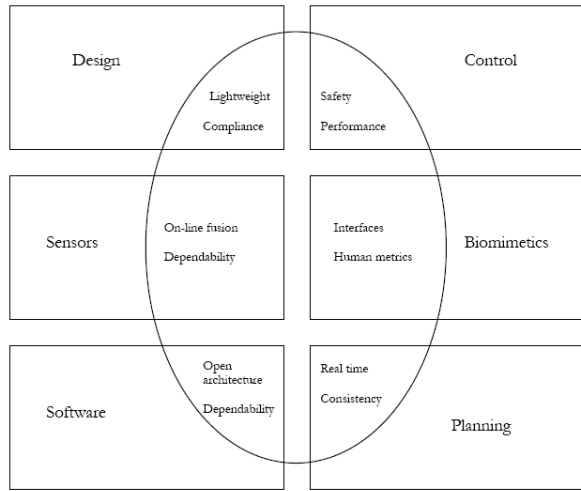 Design
Lightweight
Compliance
Control
Safety
Performance
Sensors
On-line fusion
Dependability
Interfaces
Human metrics
Biomimetics
Software
Open
architecture
Dependability
Real time
Consistency
Planning